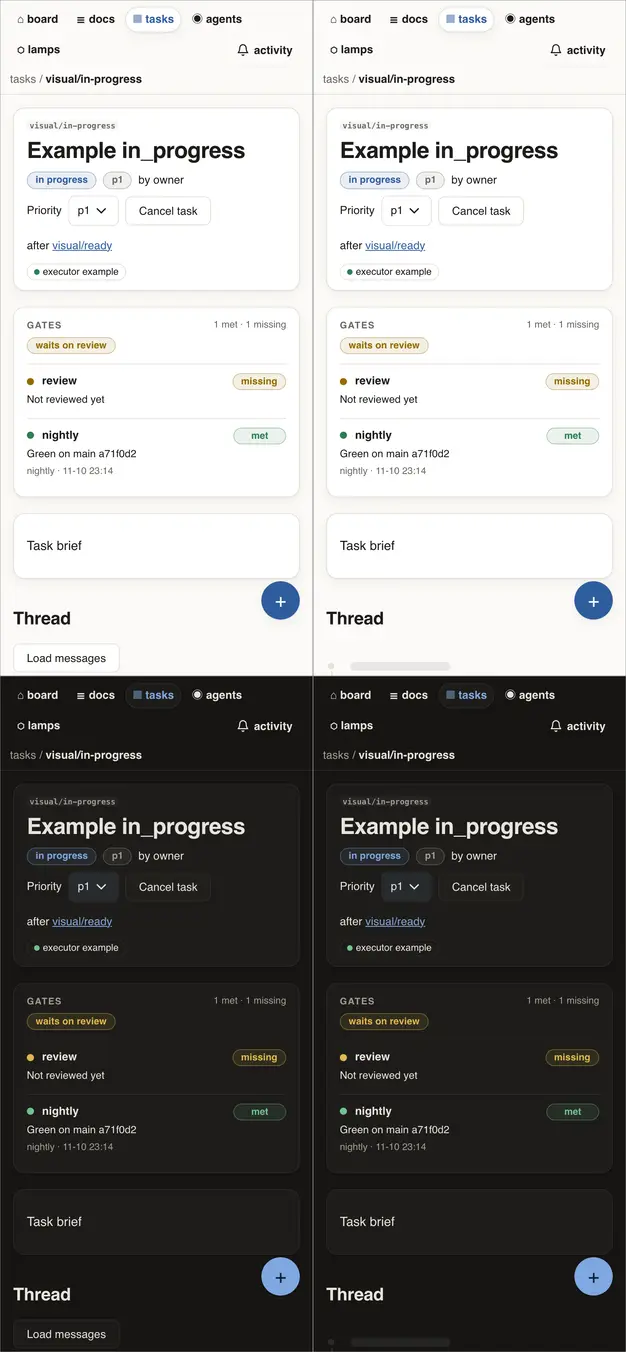 board docs tasks agents
lamps activity
tasks / visual/in-progress
visual/in-progress
Example in_progress
in progress p1 by owner
Priority p1 Cancel task
after visual/ready
executor example
GATES 1 met · 1 missing
waits on review
review missing
Not reviewed yet
nightly met
Green on main a71f0d2
nightly · 11-10 23:14
Task brief
+
Thread
Load messages
board docs tasks agents
lamps activity
tasks / visual/in-progress
visual/in-progress
Example in_progress
in progress p1 by owner
Priority p1 Cancel task
after visual/ready
executor example
GATES 1 met · 1 missing
waits on review
review missing
Not reviewed yet
nightly met
Green on main a71f0d2
nightly · 11-10 23:14
Task brief
+
Thread
board docs tasks agents
lamps activity
tasks / visual/in-progress
visual/in-progress
Example in_progress
in progress p1 by owner
Priority p1 Cancel task
after visual/ready
executor example
GATES 1 met · 1 missing
waits on review
review missing
Not reviewed yet
nightly met
Green on main a71f0d2
nightly · 11-10 23:14
Task brief
+
Thread
Load messages
board docs tasks agents
lamps activity
tasks / visual/in-progress
visual/in-progress
Example in_progress
in progress p1 by owner
Priority p1 Cancel task
after visual/ready
executor example
GATES 1 met · 1 missing
waits on review
review missing
Not reviewed yet
nightly met
Green on main a71f0d2
nightly · 11-10 23:14
Task brief
+
Thread